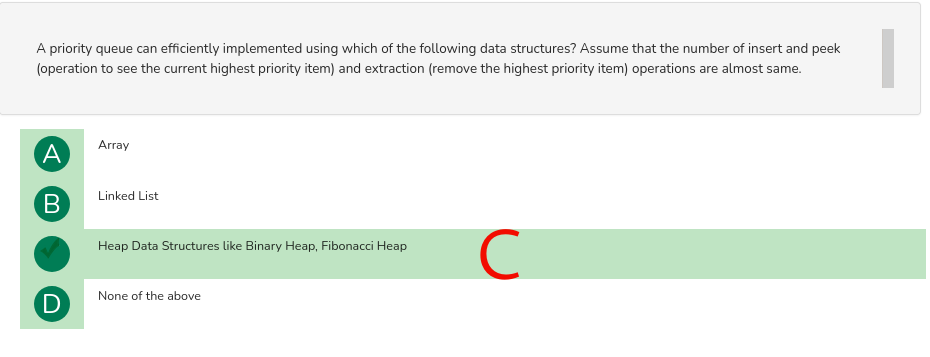 A priority queue can efficiently implemented using which of the following data structures? Assume that the number of insert and peek
(operation to see the current highest priority item) and extraction (remove the highest priority item) operations are almost same.
A Array
B Linked List
Heap Data Structures like Binary Heap, Fibonacci Heap C
D None of the above